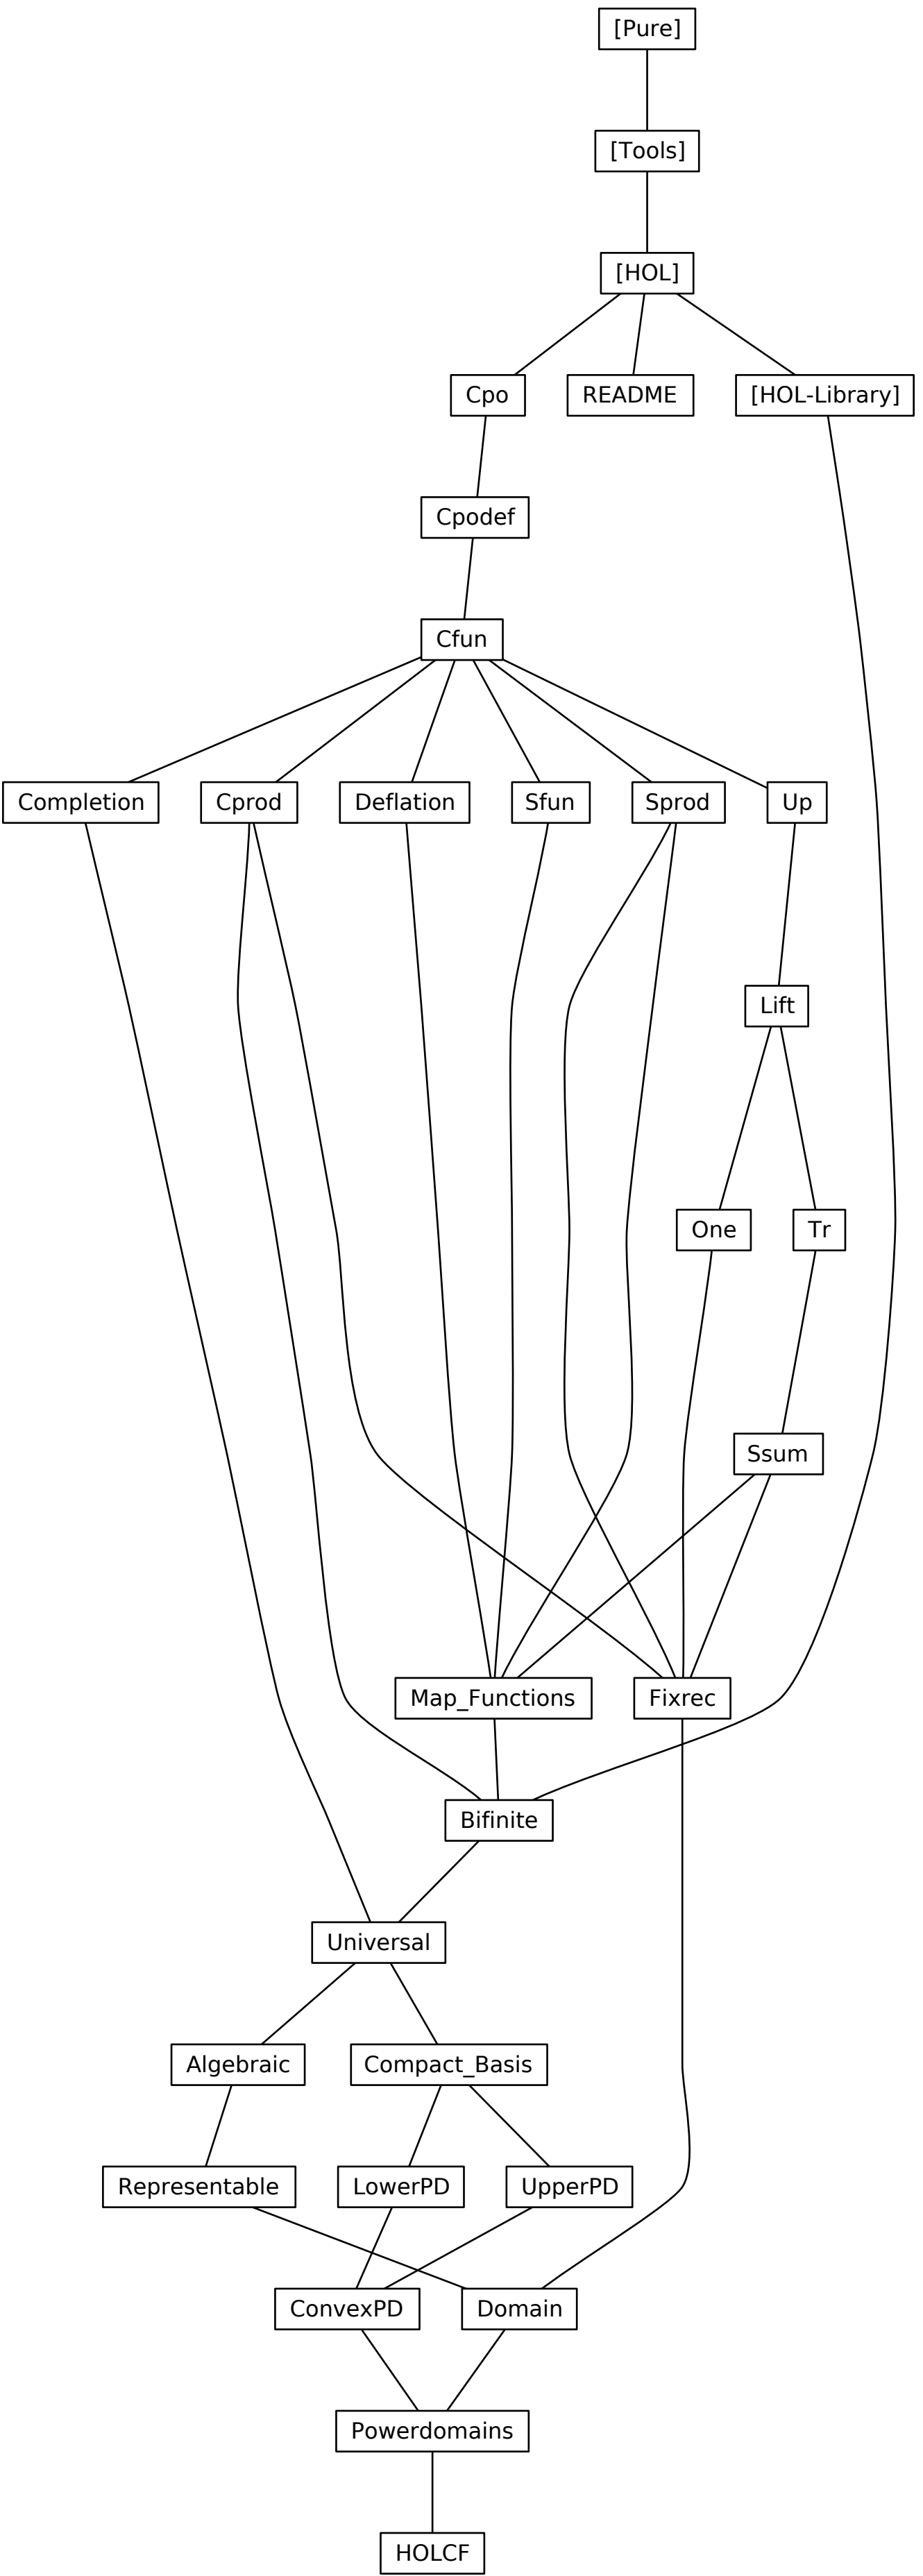 [Pure]
[Tools]
[HOL]
Cpo
README
[HOL-Library]
Cpodef
Cfun
Completion
Cprod
Deflation
Sfun
Sprod
Up
Lift
One
Tr
Ssum
Map_Functions
Fixrec
Bifinite
Universal
Algebraic
Compact_Basis
Representable
LowerPD
UpperPD
ConvexPD
Domain
Powerdomains
HOLCF